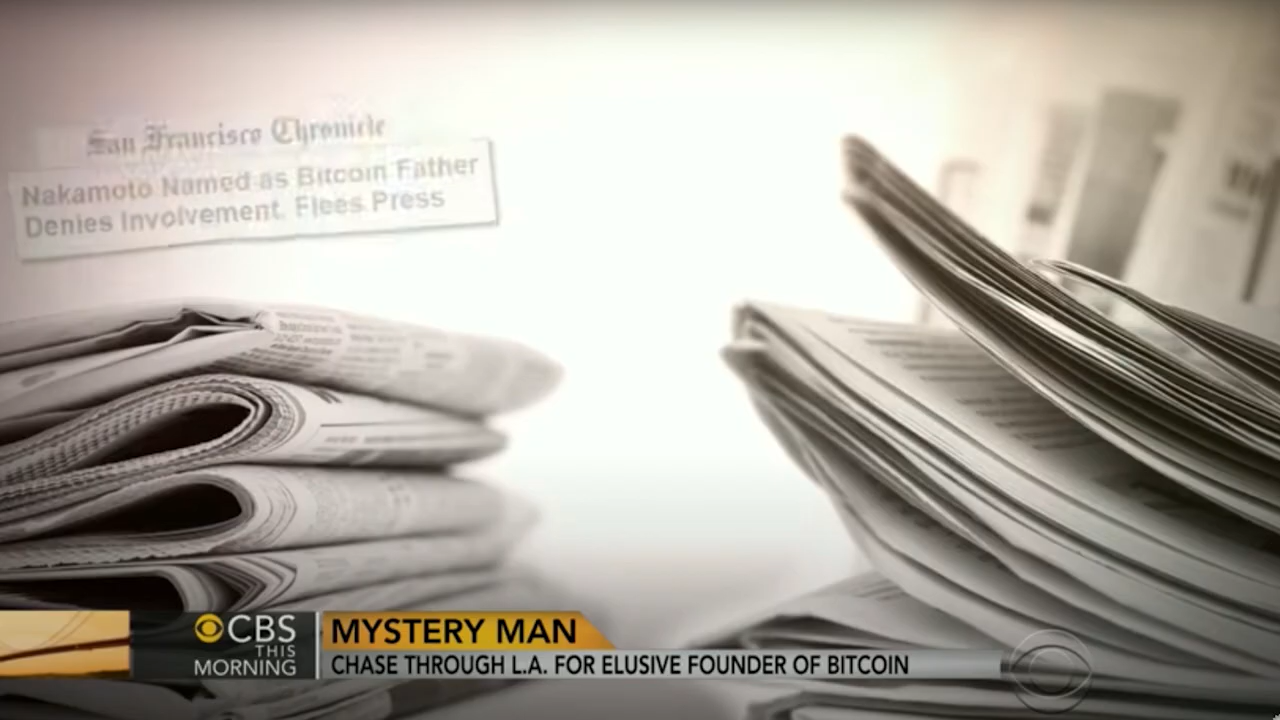 San Francisco Chronicle
Nakamoto Named as Bitcoin Father
Denies Involvement, Flees Press
CBS
THIS
MORNING
MYSTERY MAN
CHASE THROUGH L.A. FOR ELUSIVE FOUNDER OF BITCOIN